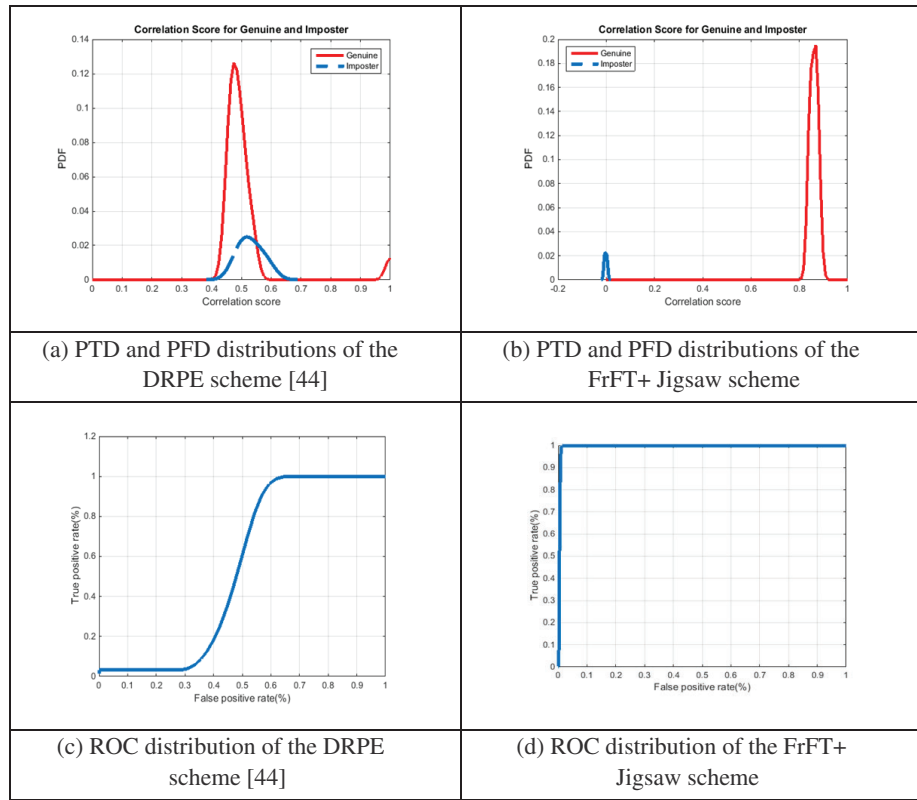 Correlation Score for Genuine and Imposter
0.14
0.12
0.1
0.08
0.06
0.04
0.02
0
PDF
Genuine
Imposter
0 0.1 0.2 0.3 0.4 0.5 0.6 0.7 0.8 0.9 1
Correlation score
Correlation Score for Genuine and Imposter
0.2
0.18
0.16
0.14
0.12
0.1
0.08
0.06
0.04
0.02
0
PDF
Genuine
Imposter
-0.2 0 0.2 0.4 0.6 0.8 1
Correlation score
(a) PTD and PFD distributions of the
DRPE scheme [44]
(b) PTD and PFD distributions of the
FrFT+ Jigsaw scheme
1.2
1
0.8
0.6
0.4
0.2
0
True positive rate(%)
0 0.1 0.2 0.3 0.4 0.5 0.6 0.7 0.8 0.9 1
False positive rate(%)
1
0.9
0.8
0.7
0.6
0.5
0.4
0.3
0.2
0.1
0
True positive rate(%)
0 0.1 0.2 0.3 0.4 0.5 0.6 0.7 0.8 0.9 1
False positive rate(%)
(c) ROC distribution of the DRPE
scheme [44]
(d) ROC distribution of the FrFT+
Jigsaw scheme